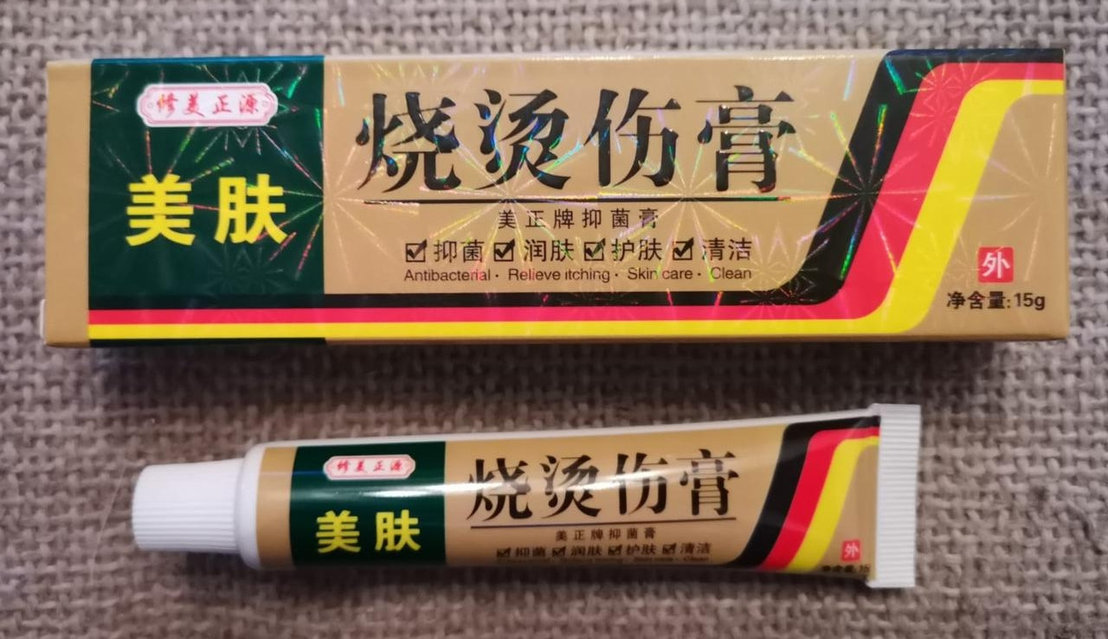 修美正源
美肤
烧烫伤膏
美正牌抑菌膏
抑菌 润肤 护肤 清洁
Antibacterial · Relieve itching · Skin care · Clean
外
净含量:15g
修美正源
美肤
烧烫伤膏
美正牌抑菌膏
抑菌 润肤 护肤 清洁
外